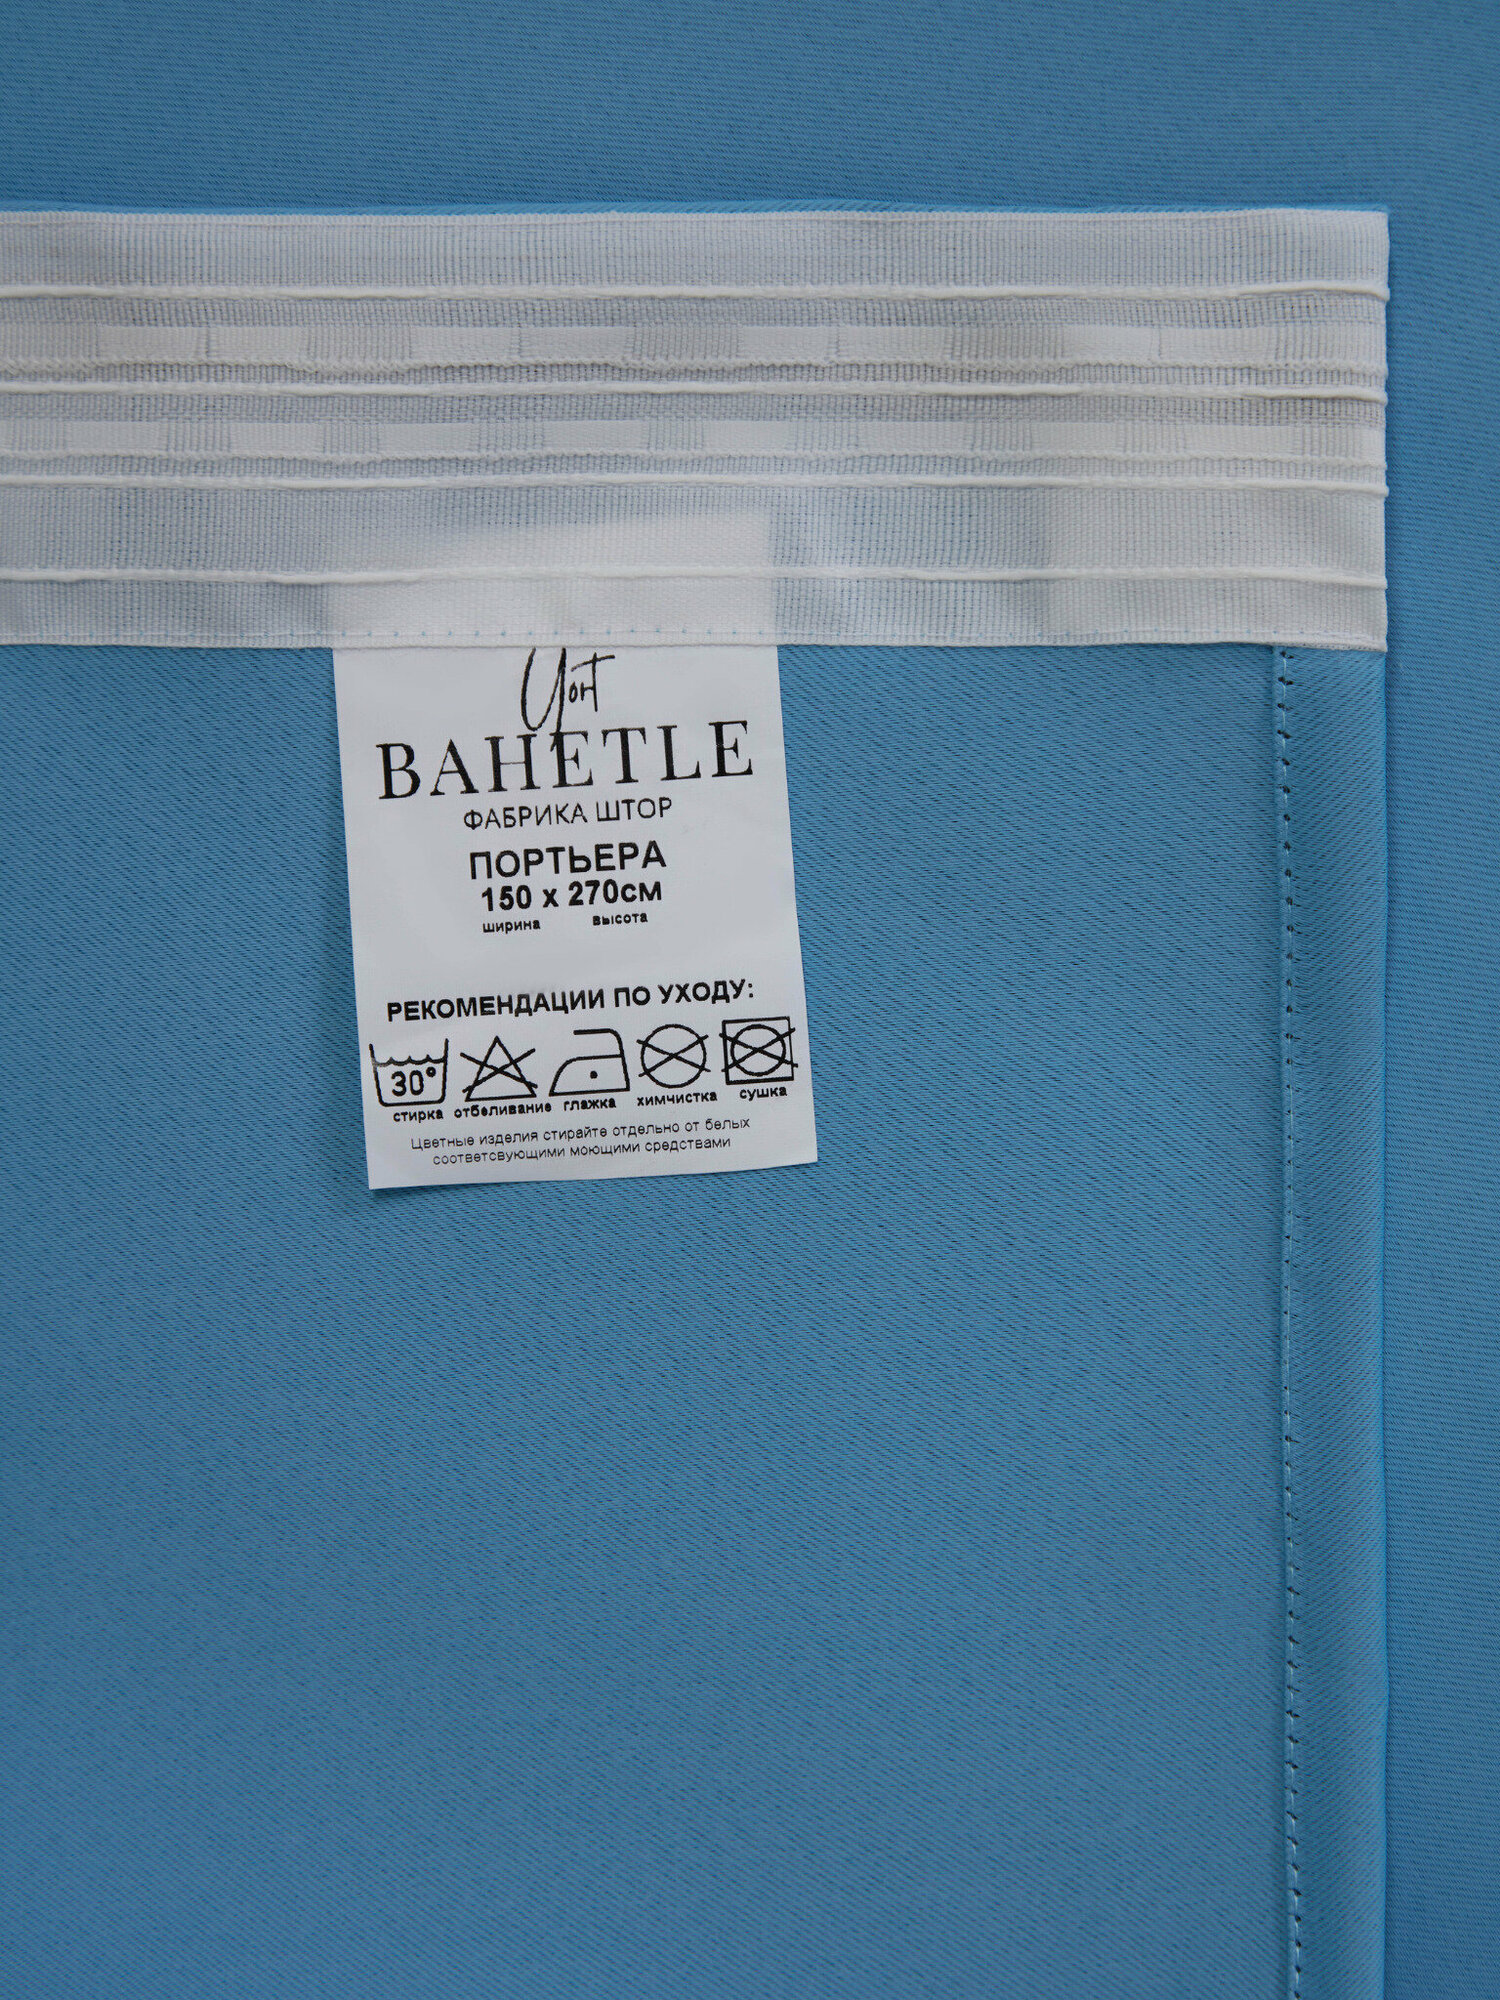 Yort
BAHETLE
ФАБРИКА ШТОР
ПОРТЬЕРА
150 х 270см
ширина высота
РЕКОМЕНДАЦИИ ПО УХОДУ:
30°
стирка отбеливание глажка химчистка сушка
Цветные изделия стирайте отдельно от белых
соответсвующими моющими средствами